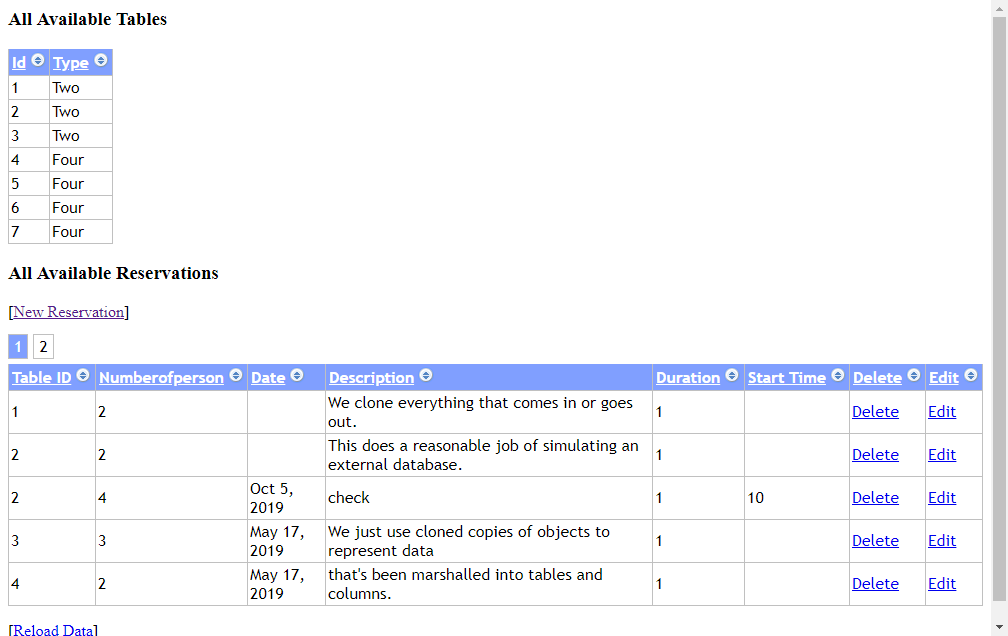 All Available Tables
Id Type
1 Two
2 Two
3 Two
4 Four
5 Four
6 Four
7 Four
All Available Reservations
[New Reservation]
1 2
Table ID Numberofperson Date Description Duration Start Time Delete Edit
1 2 We clone everything that comes in or goes 1 Delete Edit
out.
2 2 This does a reasonable job of simulating an 1 Delete Edit
external database.
2 4 Oct 5, check 1 10 Delete Edit
2019
3 3 May 17, We just use cloned copies of objects to 1 Delete Edit
2019 represent data
4 2 May 17, that's been marshalled into tables and 1 Delete Edit
2019 columns.
[Reload Data]